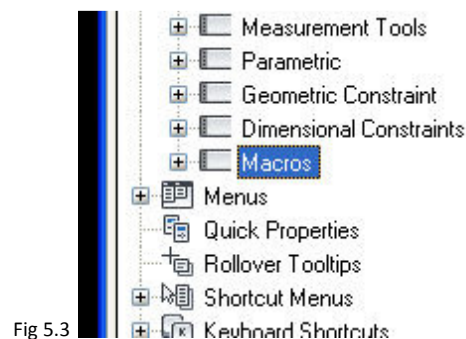 Measurement Tools
Parametric
Geometric Constraint
Dimensional Constraints
Macros
Menus
Quick Properties
Rollover Tooltips
Shortcut Menus
Keyboard Shortcuts
Fig 5.3